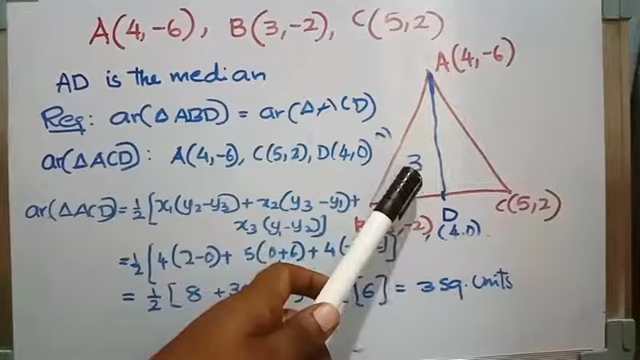 A(4,-6), B(3,-2), C(5,2)
AD is the median
Req: ar(△ABD) = ar(△ACD)
ar(△ACD): A(4,-6), C(5,2), D(4,0)
ar(△ACD) = ½[x₁(y₂-y₃)+x₂(y₃-y₁)+
x₃(y₁-y₂)]
=½[4(2-0)+ 5(0+6)+4(
= ½[ 8 +3 [6] = 3 sq. units
A(4,-6)
3
B -2)
D
(4.0)
C(5,2)